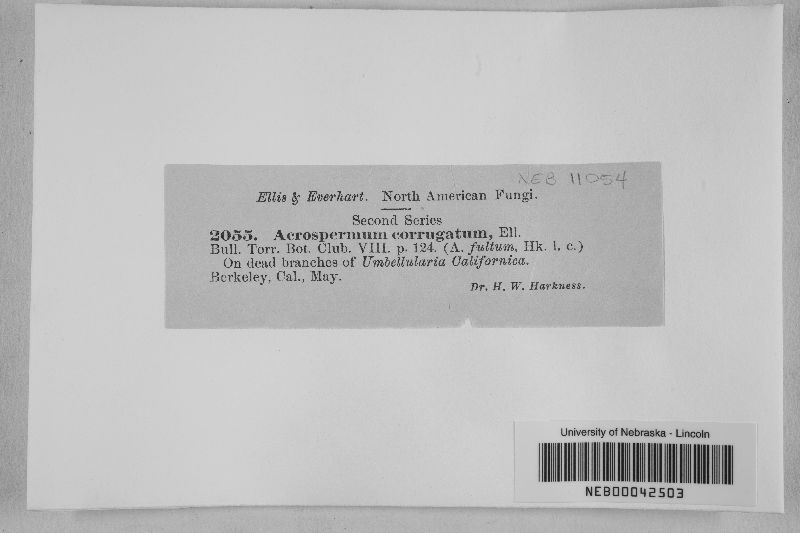 NEB 11054
Ellis & Everhart. North American Fungi.
Second Series
2055. Acrospermum corrugatum, Ell.
Bull. Torr. Bot. Club. VIII. p. 124. (A. fultum, Hk. l. c.)
On dead branches of Umbellularia Californica.
Berkeley, Cal., May.
Dr. H. W. Harkness.
University of Nebraska - Lincoln
NEB00042503